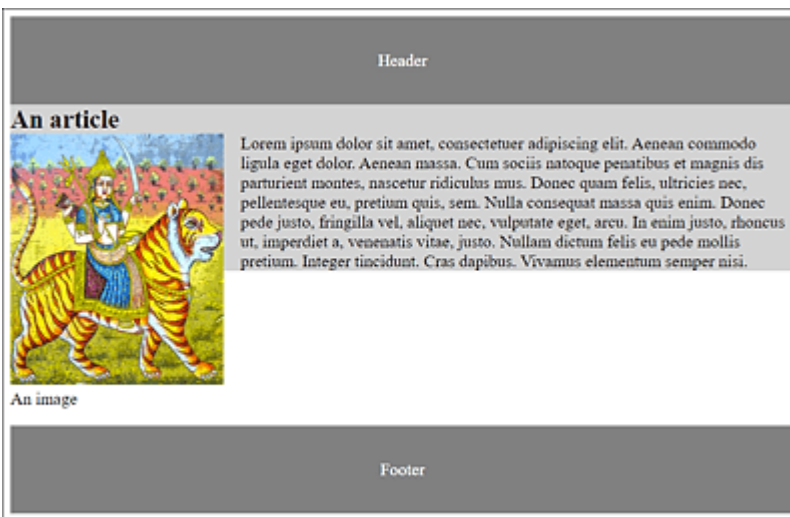 Header
An article
Lorem ipsum dolor sit amet, consectetuer adipiscing elit. Aenean commodo
ligula eget dolor. Aenean massa. Cum sociis natoque penatibus et magnis dis
parturient montes, nascetur ridiculus mus. Donec quam felis, ultricies nec,
pellentesque eu, pretium quis, sem. Nulla consequat massa quis enim. Donec
pede justo, fringilla vel, aliquet nec, vulputate eget, arcu. In enim justo, rhoncus
ut, imperdiet a, venenatis vitae, justo. Nullam dictum felis eu pede mollis
pretium. Integer tincidunt. Cras dapibus. Vivamus elementum semper nisi.
An image
Footer